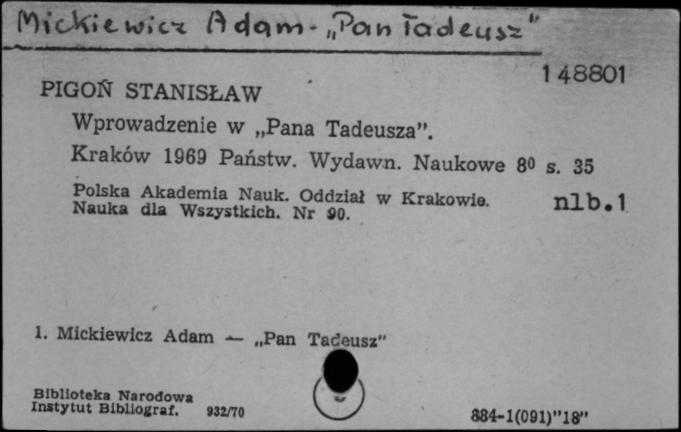 Mickiewicz Adam - „Pan Tadeusz"
148801
PIGOŃ STANISŁAW
Wprowadzenie w „Pana Tadeusza”.
Kraków 1969 Państw. Wydawn. Naukowe 8⁰ s. 35
nlb.1
Polska Akademia Nauk. Oddział w Krakowie.
Nauka dla Wszystkich. Nr 90.
1. Mickiewicz Adam — „Pan Tadeusz”
Biblioteka Narodowa
Instytut Bibliograf. 932/70
884-1(091)”18”